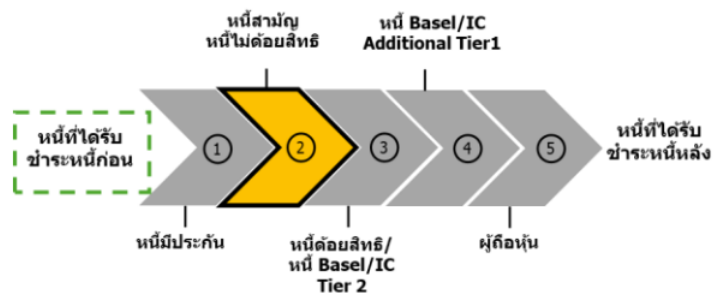 หนี้สามัญ
หนี้ไม่ด้อยสิทธิ
หนี้ Basel/IC
Additional Tier1
หนี้ที่ได้รับ
ชำระหนี้ก่อน
1
2
3
4
5
หนี้ที่ได้รับ
ชำระหนี้หลัง
หนี้มีประกัน
หนี้ด้อยสิทธิ/
หนี้ Basel/IC
Tier 2
ผู้ถือหุ้น